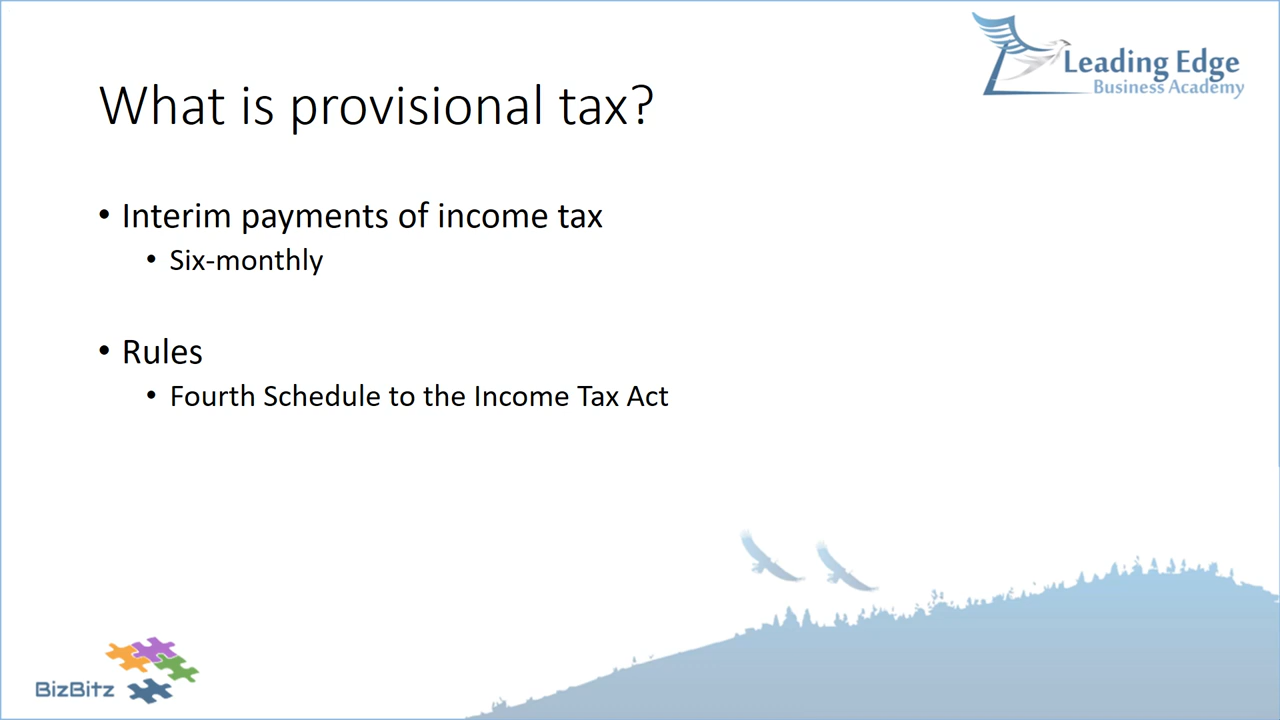 Leading Edge
Business Academy
What is provisional tax?
• Interim payments of income tax
• Six-monthly
• Rules
• Fourth Schedule to the Income Tax Act
BizBitz